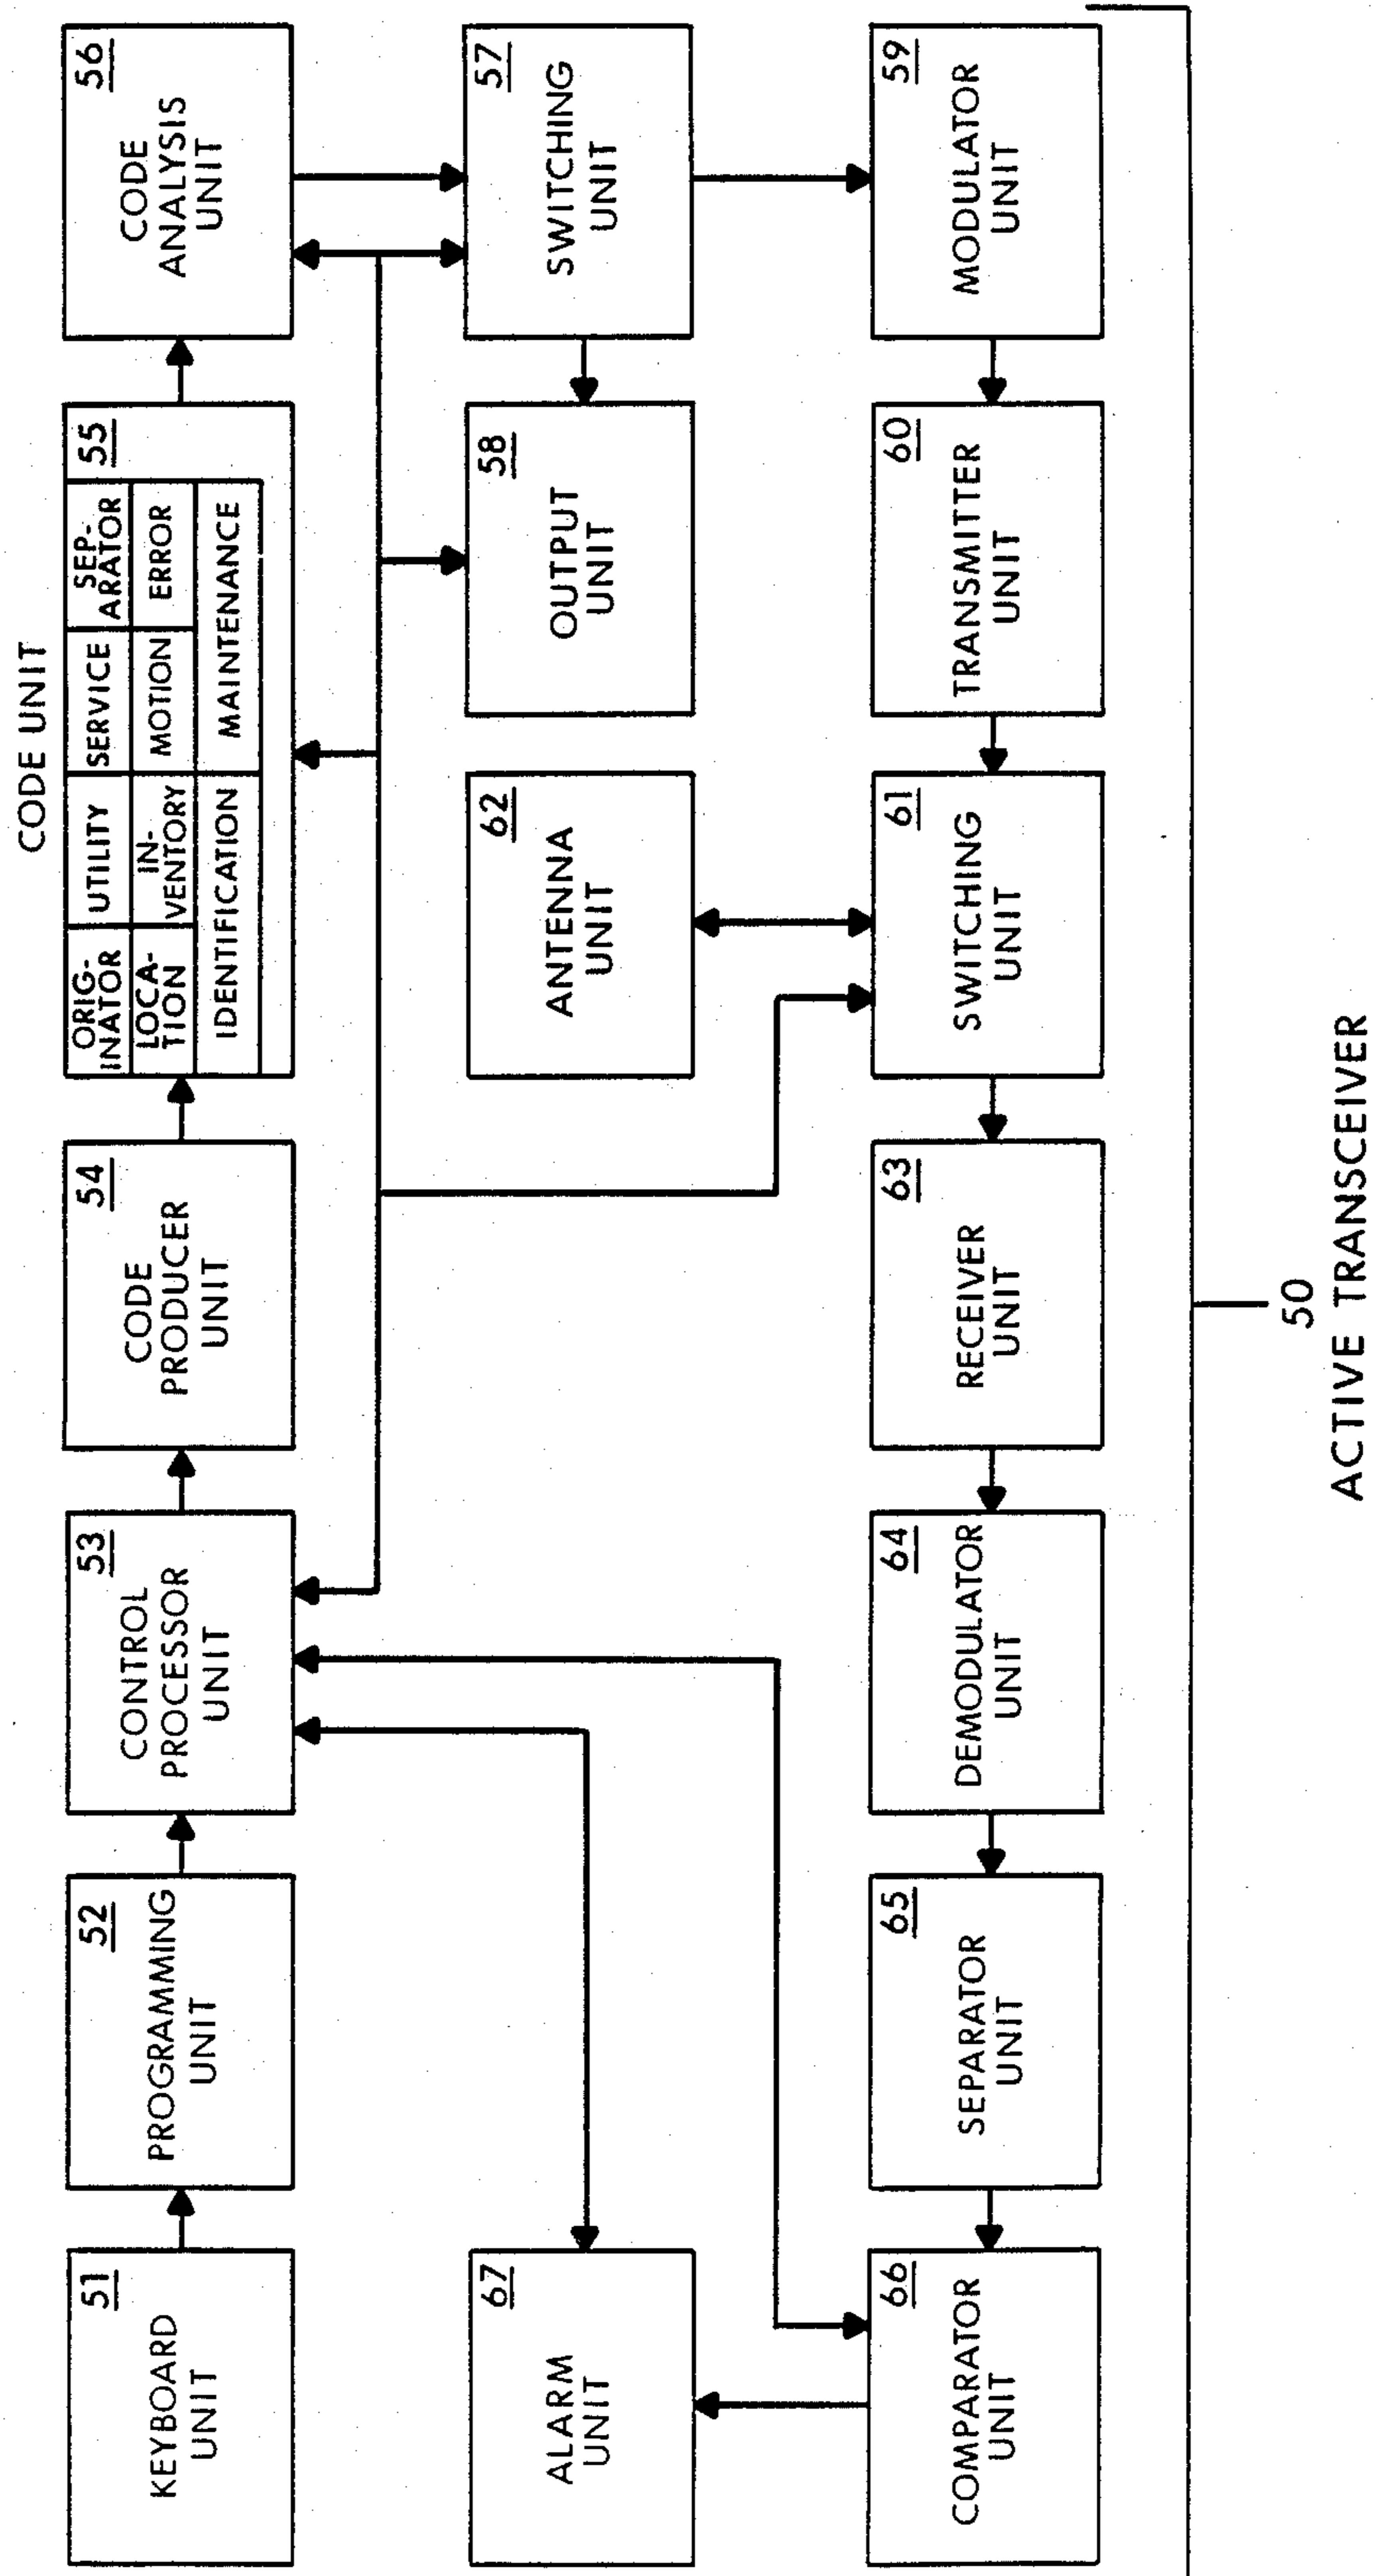 51
KEYBOARD
UNIT
52
PROGRAMMING
UNIT
53
CONTROL
PROCESSOR
UNIT
54
CODE
PRODUCER
UNIT
CODE UNIT
55
ORIG-
INATOR
UTILITY
SERVICE
SEP-
ARATOR
LOCA-
TION
IN-
VENTORY
MOTION
ERROR
IDENTIFICATION
MAINTENANCE
56
CODE
ANALYSIS
UNIT
67
ALARM
UNIT
62
ANTENNA
UNIT
58
OUTPUT
UNIT
57
SWITCHING
UNIT
66
COMPARATOR
UNIT
65
SEPARATOR
UNIT
64
DEMODULATOR
UNIT
63
RECEIVER
UNIT
61
SWITCHING
UNIT
60
TRANSMITTER
UNIT
59
MODULATOR
UNIT
50
ACTIVE TRANSCEIVER